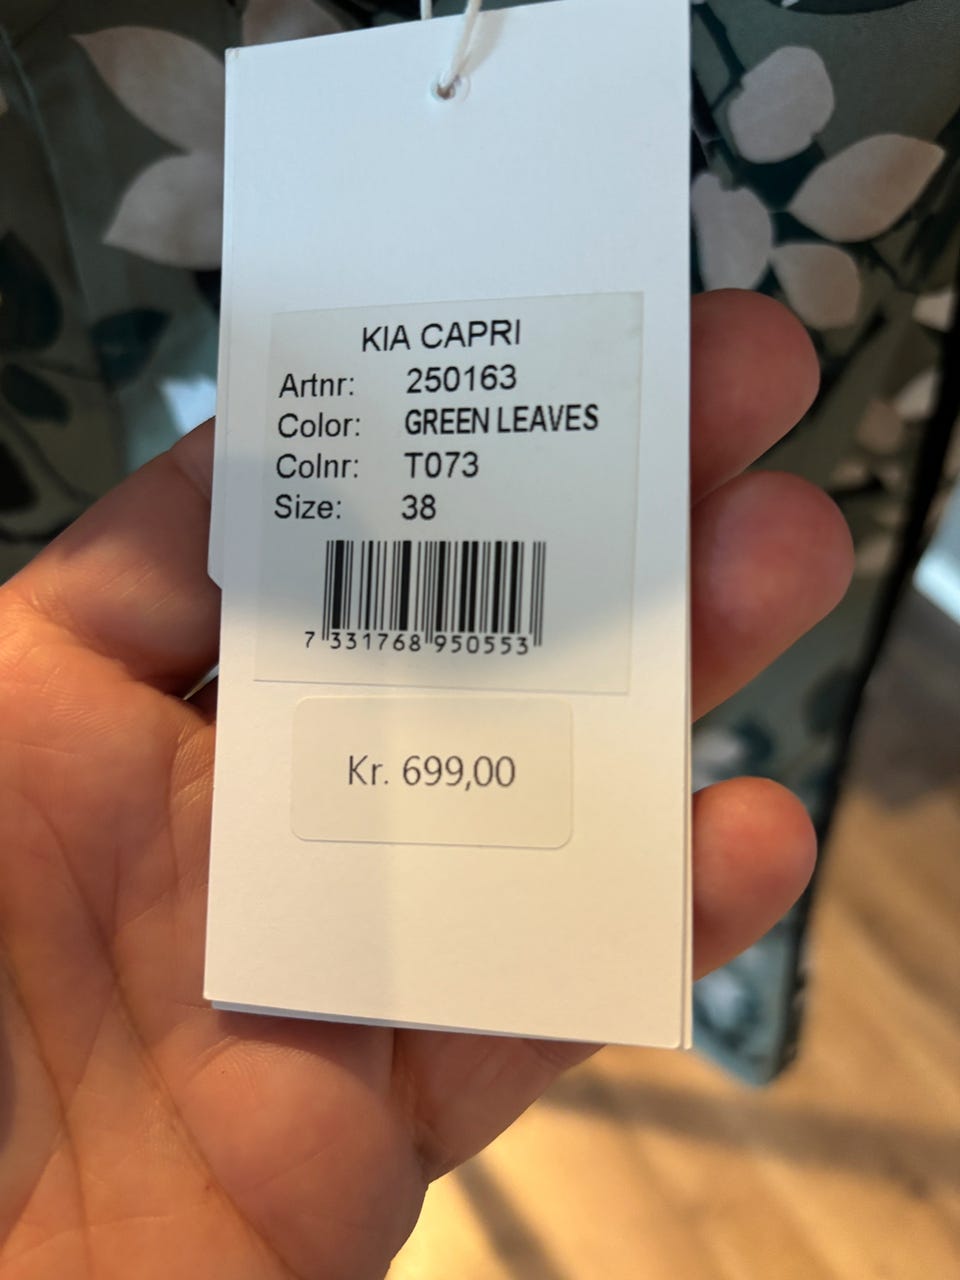 KIA CAPRI
Artnr: 250163
Color: GREEN LEAVES
Colnr: T073
Size: 38
7 331768 950553
Kr. 699,00